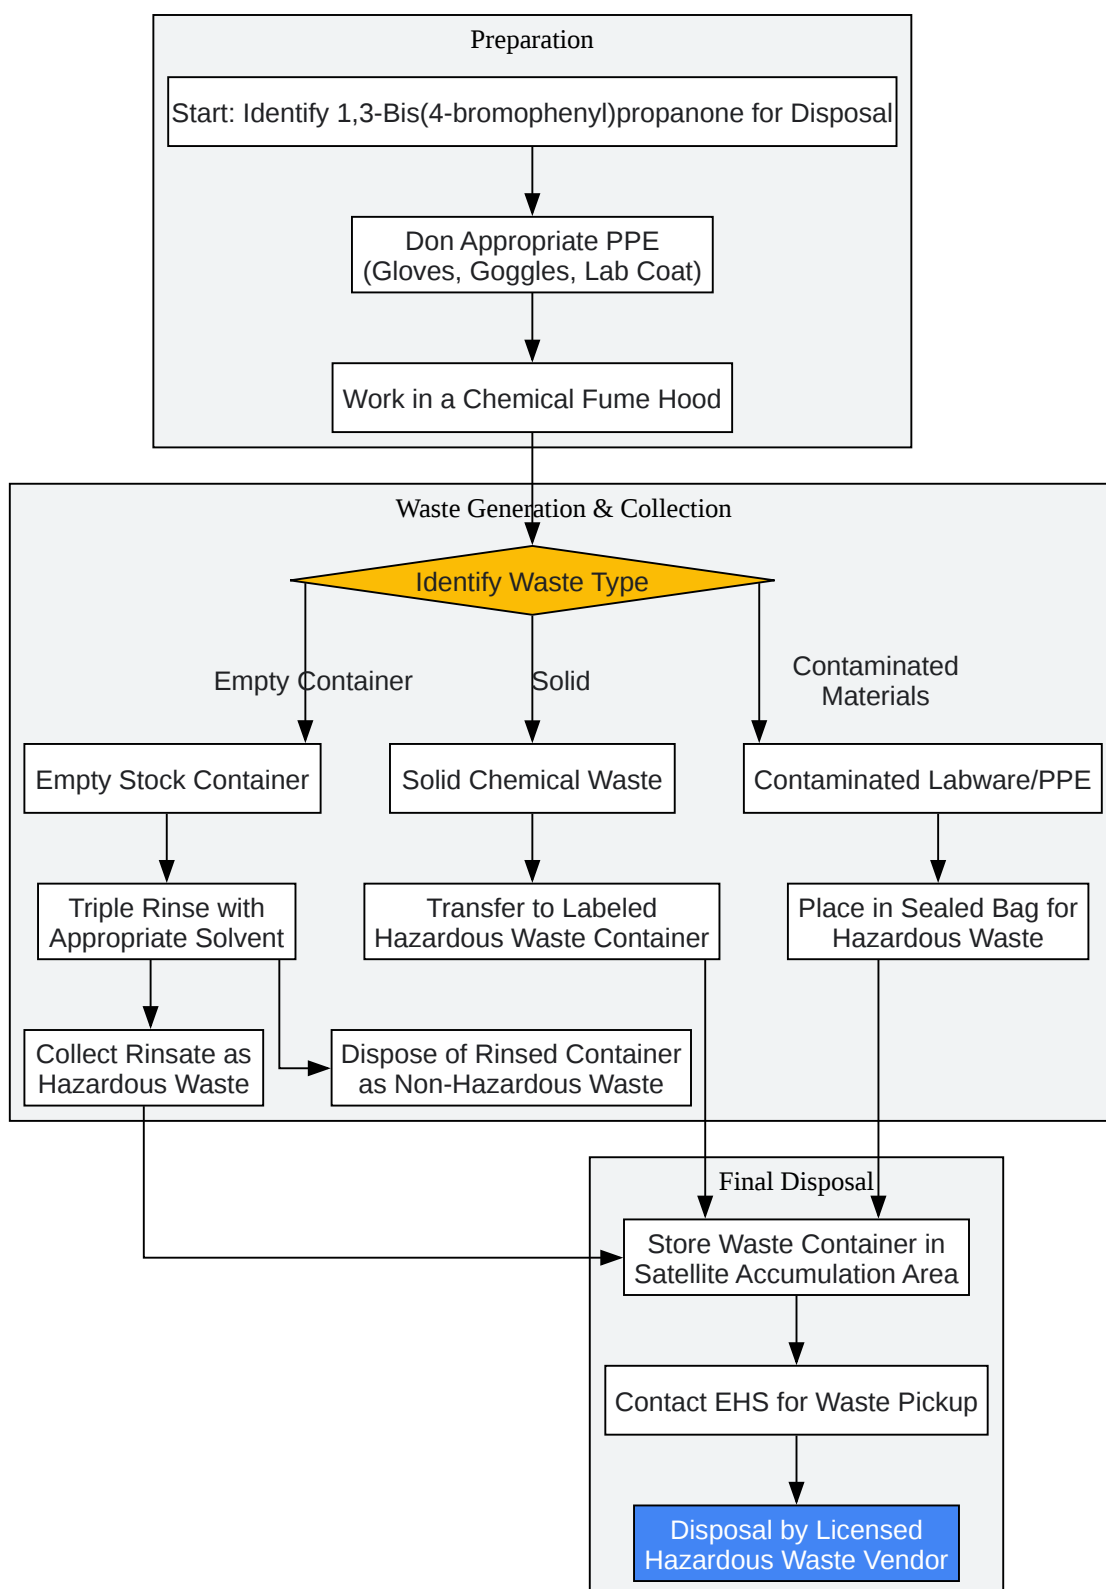 Preparation
Start: Identify 1,3-Bis(4-bromophenyl)propanone for Disposal
Don Appropriate PPE
(Gloves, Goggles, Lab Coat)
Work in a Chemical Fume Hood
Waste Generation & Collection
Identify Waste Type
Empty Container
Solid
Contaminated
Materials
Empty Stock Container
Solid Chemical Waste
Contaminated Labware/PPE
Triple Rinse with
Appropriate Solvent
Transfer to Labeled
Hazardous Waste Container
Place in Sealed Bag for
Hazardous Waste
Collect Rinsate as
Hazardous Waste
Dispose of Rinsed Container
as Non-Hazardous Waste
Final Disposal
Store Waste Container in
Satellite Accumulation Area
Contact EHS for Waste Pickup
Disposal by Licensed
Hazardous Waste Vendor